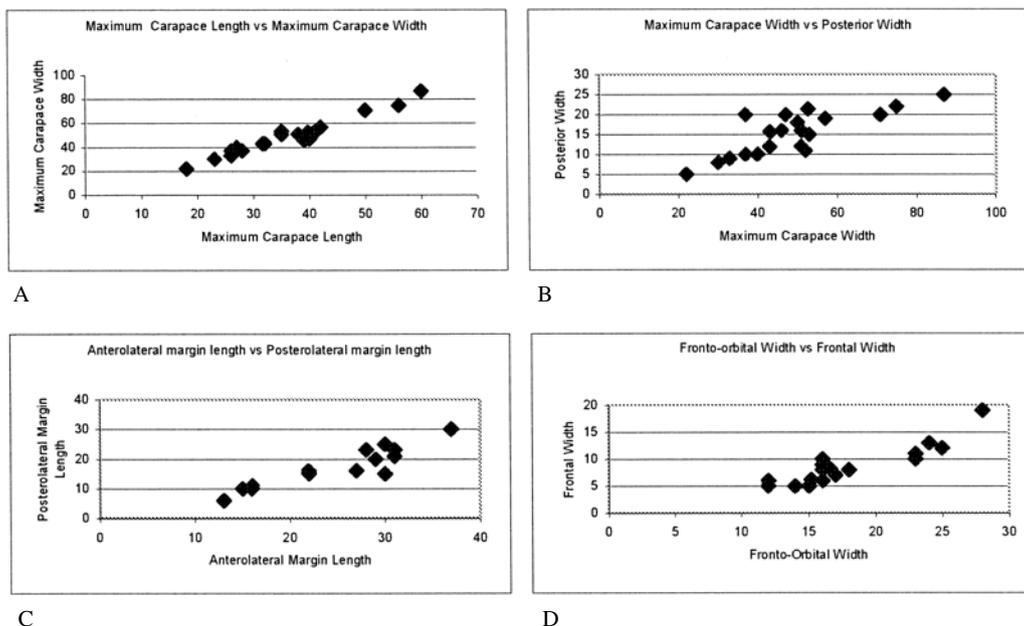 Maximum  Carapace Length vs Maximum Carapace Width
Maximum Carapace Width
100
80
60
40
20
0
0 10 20 30 40 50 60 70
Maximum Carapace Length
A
Maximum Carapace Width vs Posterior Width
Posterior Width
30
25
20
15
10
5
0
0 20 40 60 80 100
Maximum Carapace Width
B
Anterolateral margin length vs Posterolateral margin length
Posterolateral Margin
Length
40
30
20
10
0
0 10 20 30 40
Anterolateral Margin Length
C
Fronto-orbital Width vs Frontal Width
Frontal Width
20
15
10
5
0
0 5 10 15 20 25 30
Fronto-Orbital Width
D